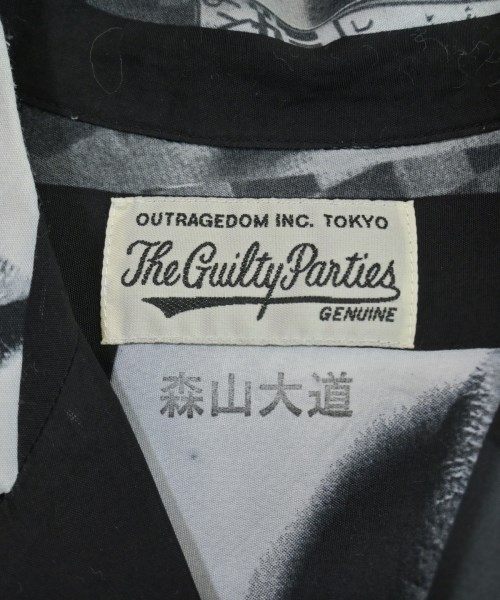 OUTRAGEDOM INC. TOKYO
The Guilty Parties
GENUINE
森山大道